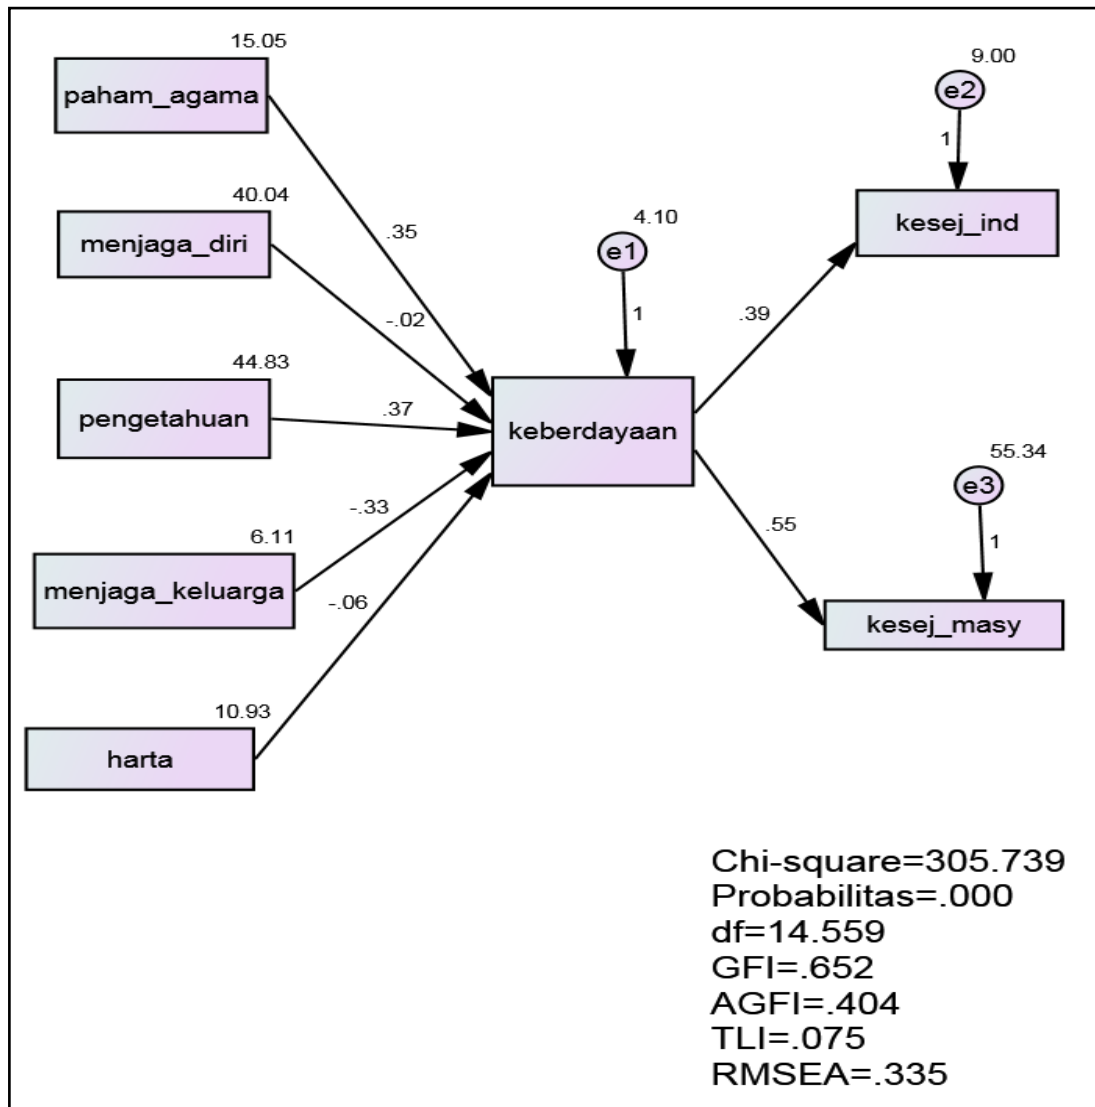 15.05
paham_agama
40.04
menjaga_diri
44.83
pengetahuan
6.11
menjaga_keluarga
10.93
harta
.35
-.02
.37
-.33
-.06
4.10
e1
1
keberdayaan
.39
.55
9.00
e2
1
kesej_ind
55.34
e3
1
kesej_masy
Chi-square=305.739
Probabilitas=.000
df=14.559
GFI=.652
AGFI=.404
TLI=.075
RMSEA=.335